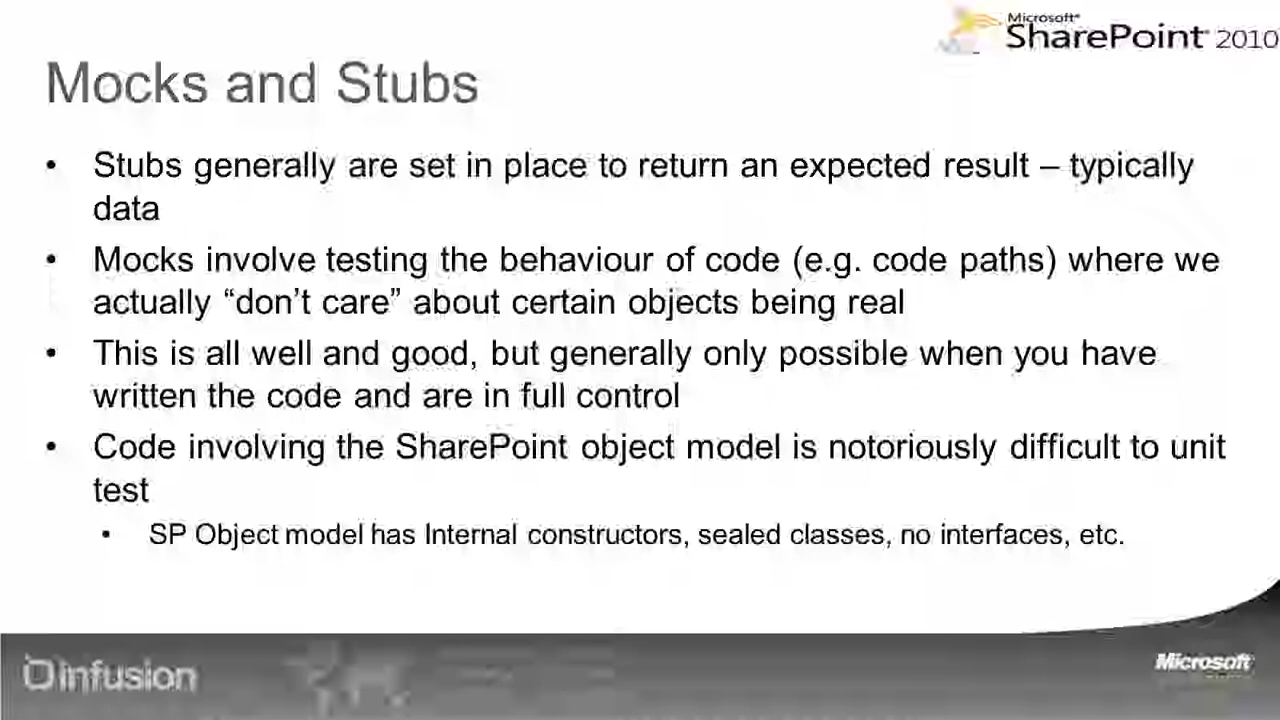 Microsoft®
SharePoint® 2010
Mocks and Stubs
• Stubs generally are set in place to return an expected result – typically
data
• Mocks involve testing the behaviour of code (e.g. code paths) where we
actually “don’t care” about certain objects being real
• This is all well and good, but generally only possible when you have
written the code and are in full control
• Code involving the SharePoint object model is notoriously difficult to unit
test
• SP Object model has Internal constructors, sealed classes, no interfaces, etc.
infusion
Microsoft